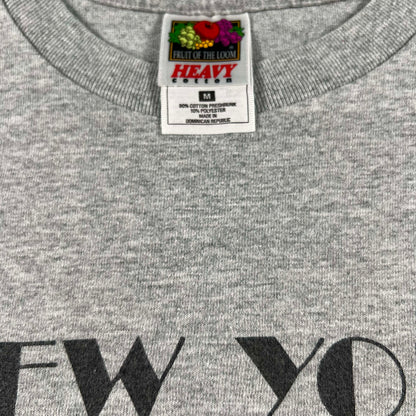 FRUIT OF THE LOOM
HEAVY
cotton
M
90% COTTON PRESHRUNK
10% POLYESTER
MADE IN
DOMINICAN REPUBLIC
EW YO